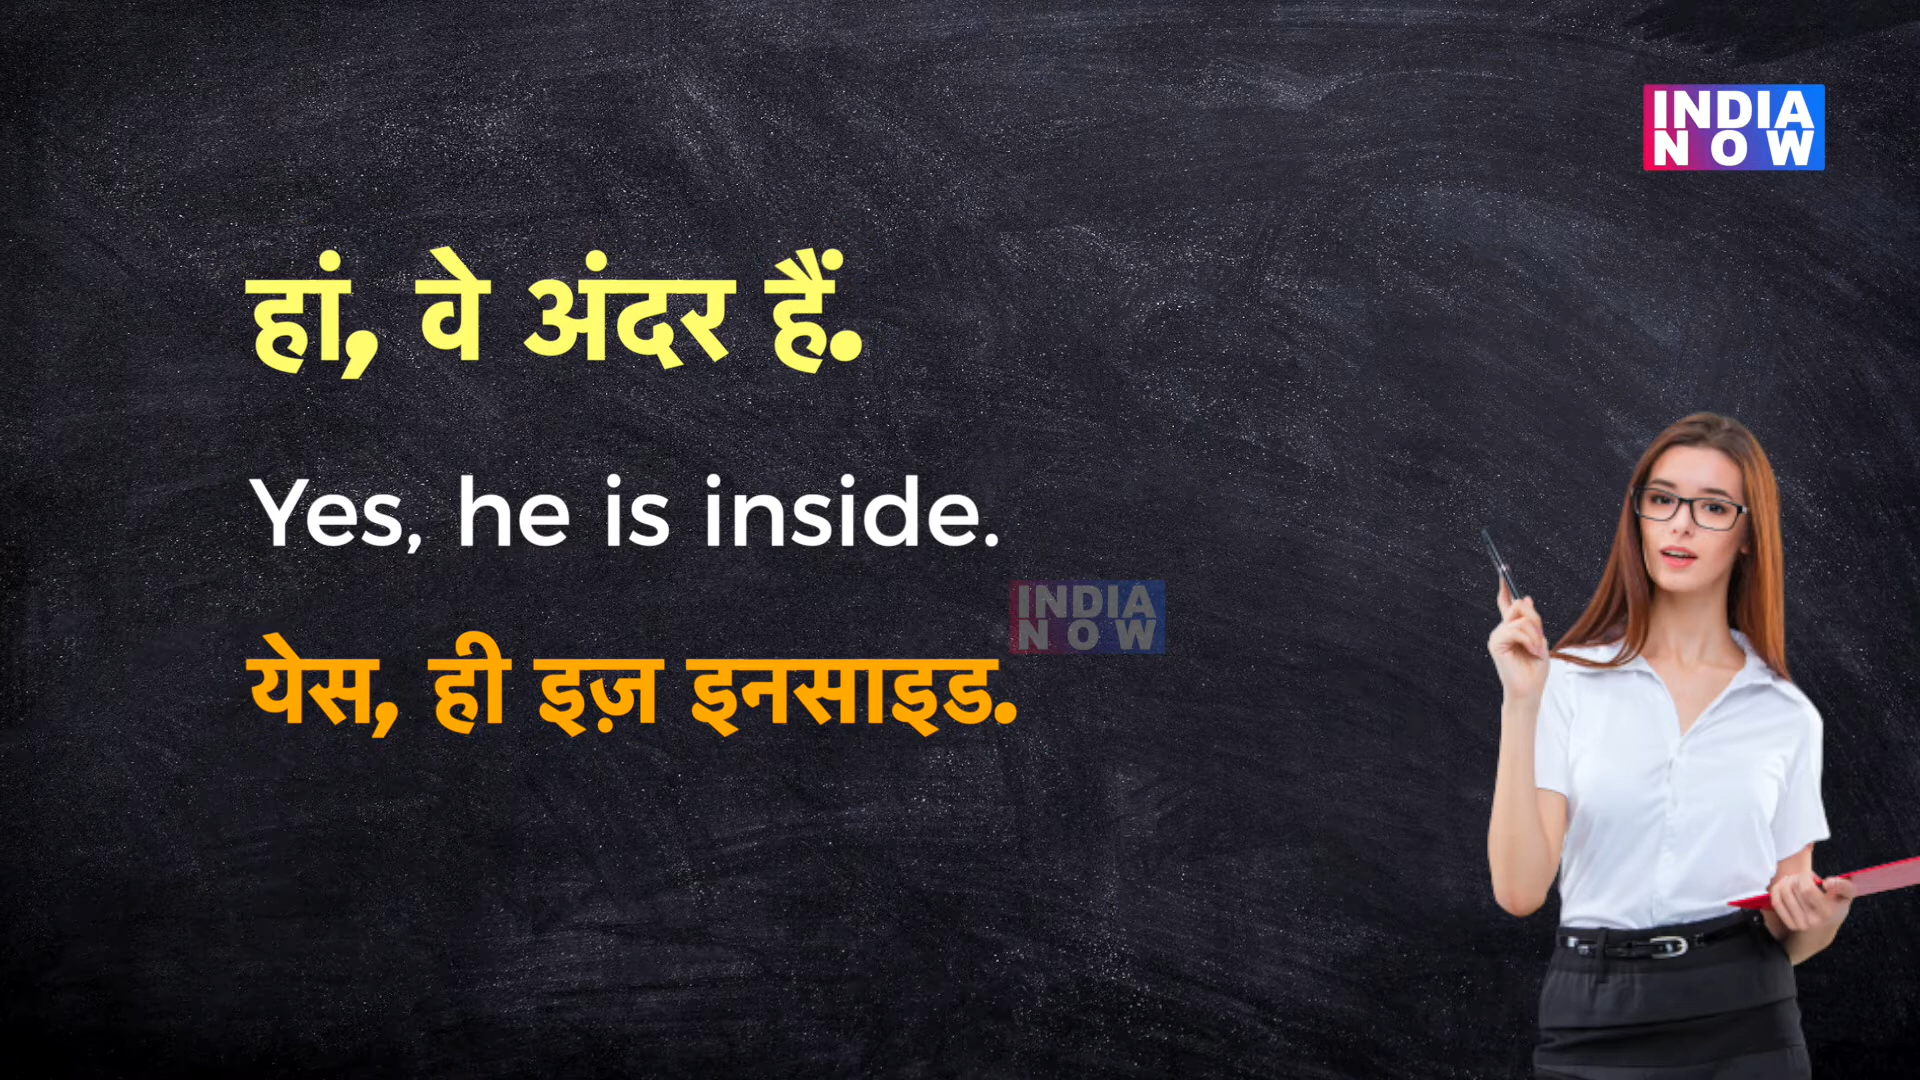 INDIA
NOW
हां, वे अंदर हैं.
Yes, he is inside.
INDIA
NOW
येस, ही इज़ इनसाइड.